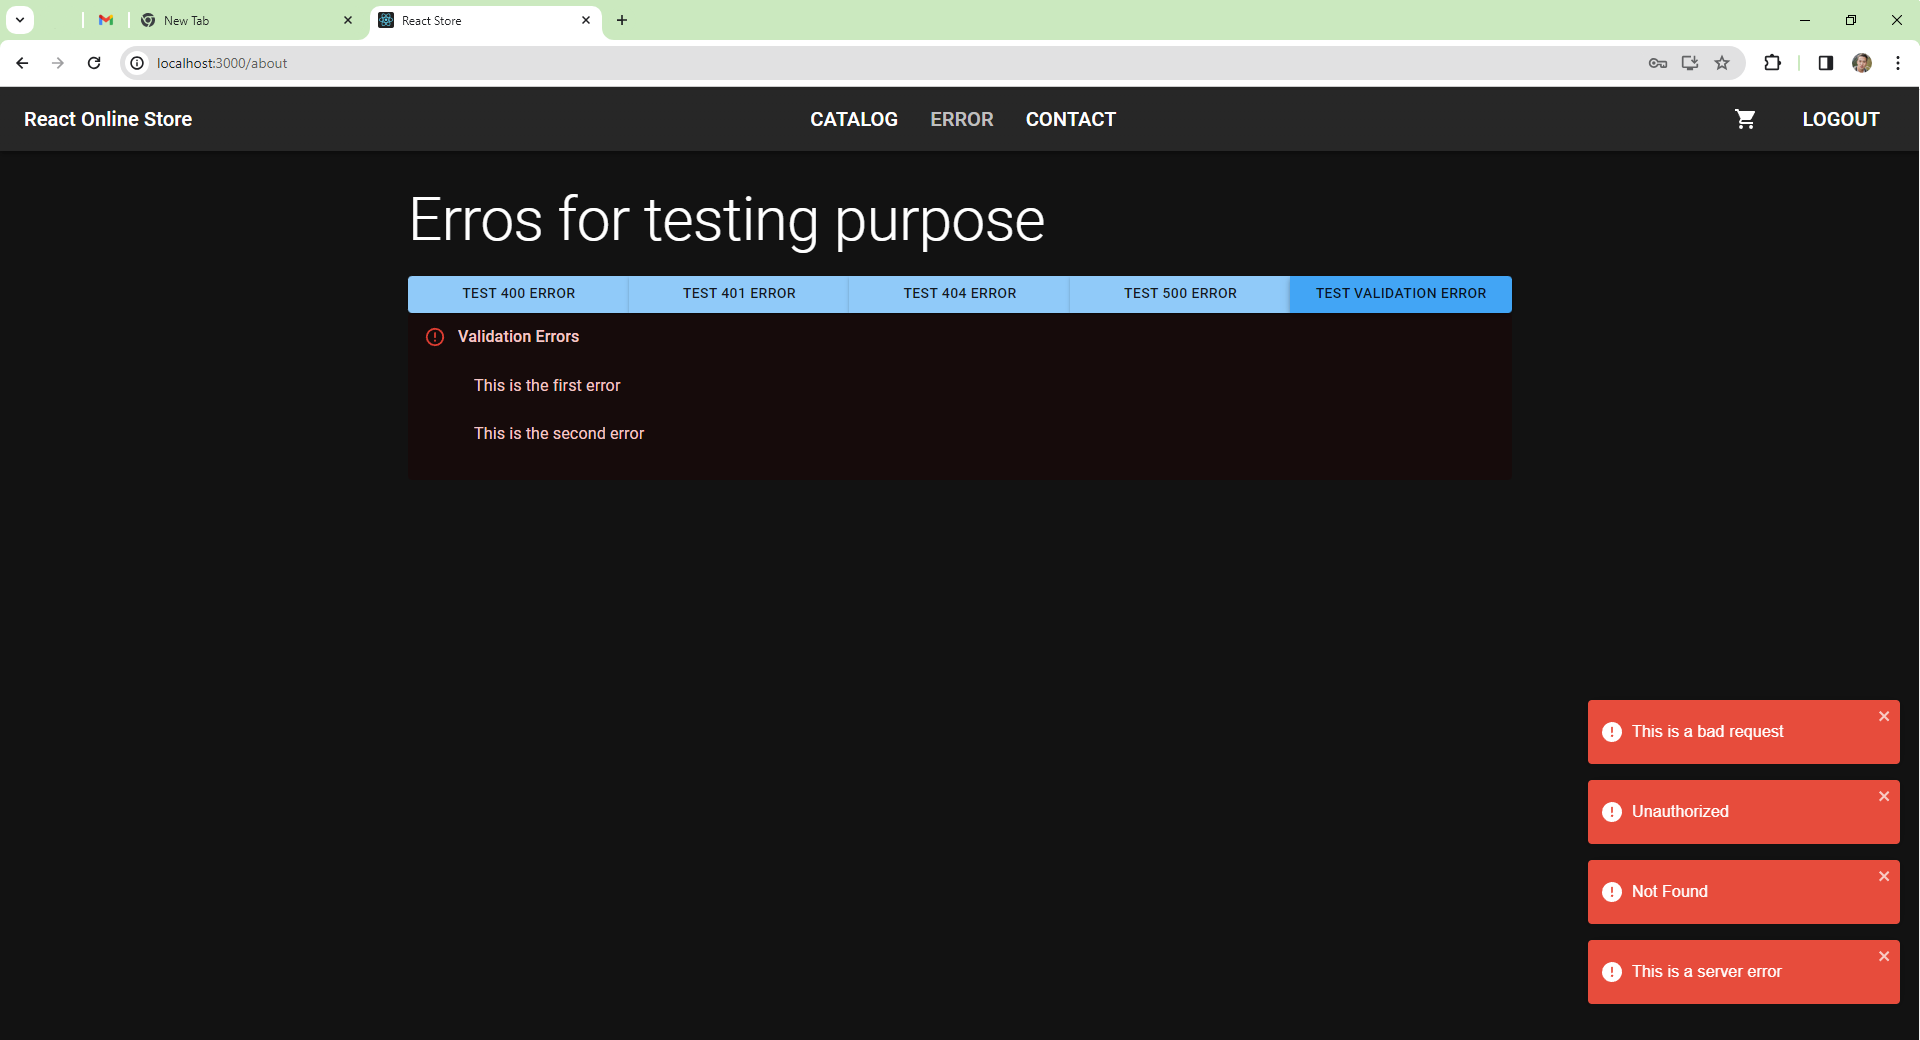 New Tab
React Store
localhost:3000/about
React Online Store
CATALOG
ERROR
CONTACT
LOGOUT
Erros for testing purpose
TEST 400 ERROR
TEST 401 ERROR
TEST 404 ERROR
TEST 500 ERROR
TEST VALIDATION ERROR
Validation Errors
This is the first error
This is the second error
This is a bad request
Unauthorized
Not Found
This is a server error